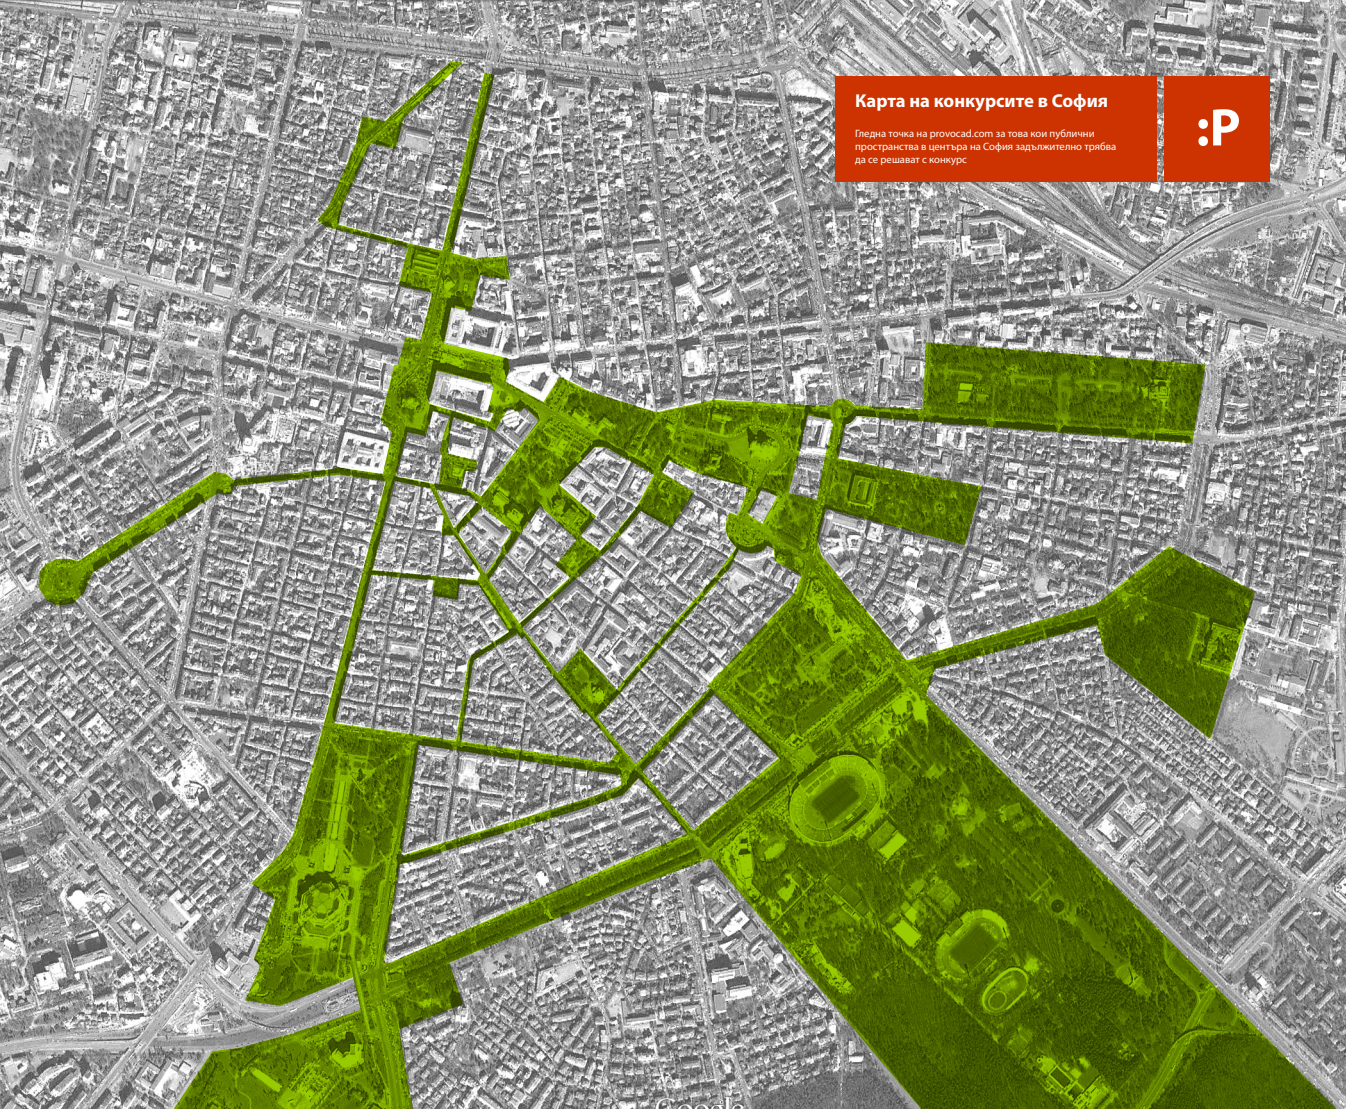 Карта на конкурсите в София
:P
Гледна точка на provocad.com за това кои публични
пространства в центъра на София задължително трябва
да се решават с конкурс
Google